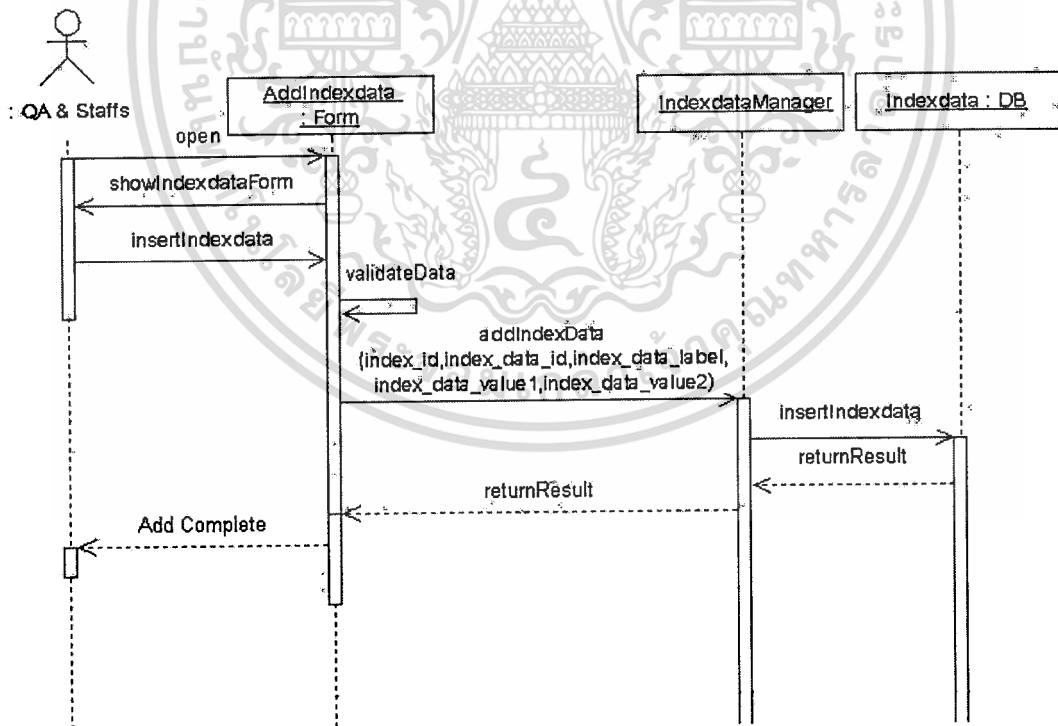 : QA & Staffs
AddIndexdata
: Form
IndexdataManager
Indexdata : DB
open
showIndexdataForm
insertIndexdata
validateData
addIndexData
(index_id,index_data_id,index_data_label,
index_data_value1,index_data_value2)
insertIndexdata
returnResult
returnResult
Add Complete